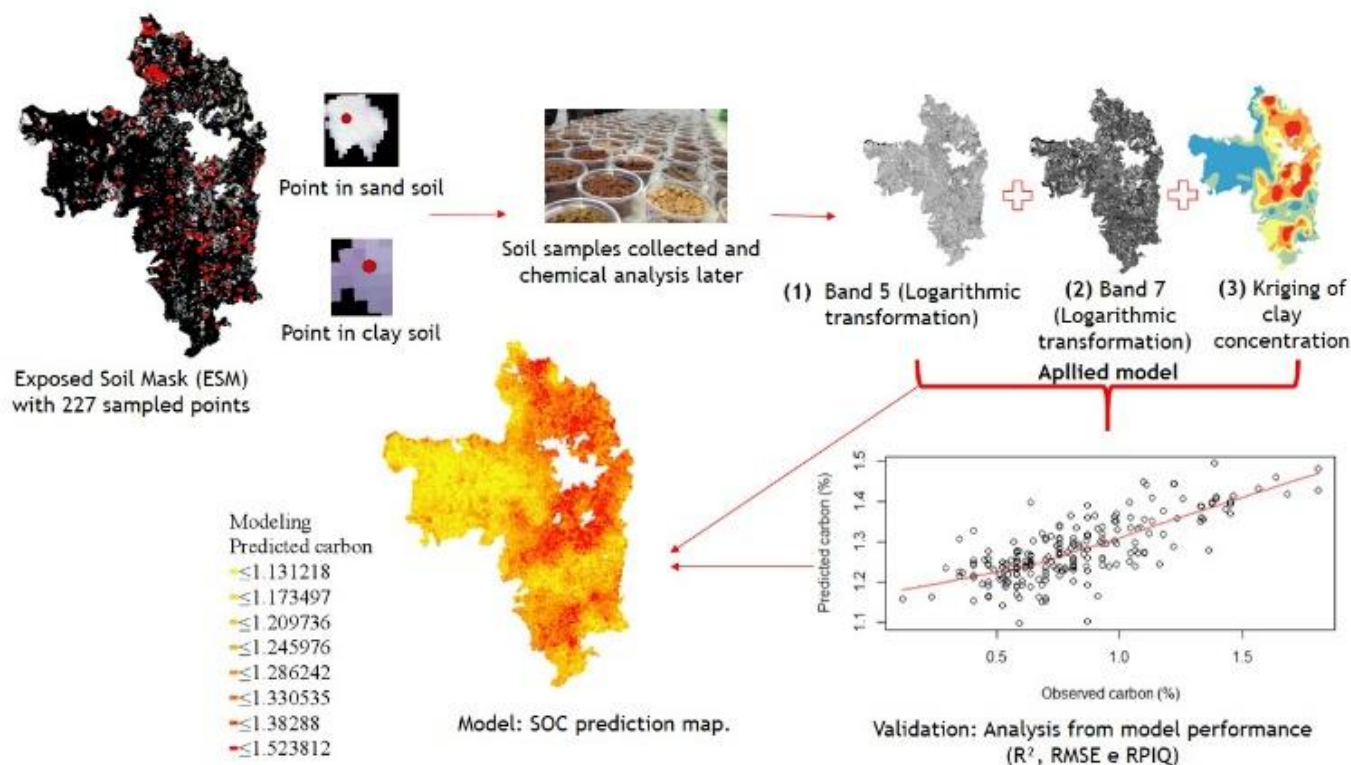 Point in sand soil
Point in clay soil
Exposed Soil Mask (ESM)
with 227 sampled points
Soil samples collected and
chemical analysis later
(1) Band 5 (Logarithmic
transformation)
(2) Band 7
(Logarithmic
transformation)
(3) Kriging of
clay
concentration
Apllied model
Modeling
Predicted carbon
≤1.131218
≤1.173497
≤1.209736
≤1.245976
≤1.286242
≤1.330535
≤1.38288
≤1.523812
Model: SOC prediction map.
Predicted carbon (%)
1.5
1.4
1.3
1.2
1.1
0.5 1.0 1.5
Observed carbon (%)
Validation: Analysis from model performance
(R², RMSE e RPIQ)